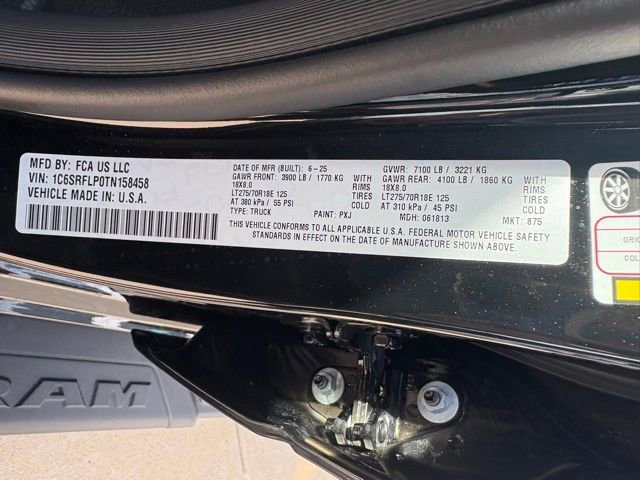 MFD BY: FCA US LLC
VIN: 1C6SRFLP0TN158458
VEHICLE MADE IN: U.S.A.
DATE OF MFR (BUILT): 6-25
GAWR FRONT: 3900 LB / 1770 KG WITH
18X8.0 RIMS
LT275/70R18E 125 TIRES
AT 380 kPa / 55 PSI COLD
TYPE: TRUCK PAINT: PXJ
GVWR: 7100 LB / 3221 KG
GAWR REAR: 4100 LB / 1860 KG WITH
18X8.0 RIMS
LT275/70R18E 125 TIRES
AT 310 kPa / 45 PSI COLD
MDH: 061813 MKT: 875
THIS VEHICLE CONFORMS TO ALL APPLICABLE U.S.A. FEDERAL MOTOR VEHICLE SAFETY
STANDARDS IN EFFECT ON THE DATE OF MANUFACTURE SHOWN ABOVE.
ORIG
COL
RAM